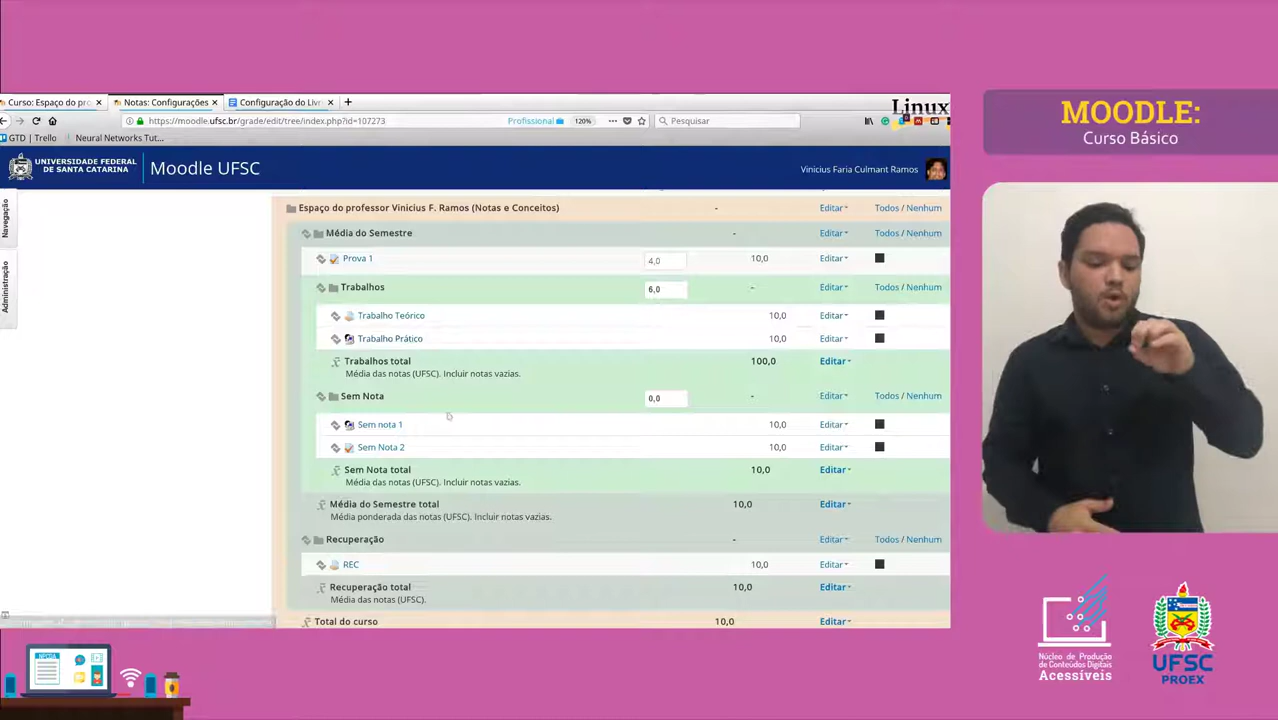 Curso: Espaço do pro
Notas: Configurações
Configuração do Livr
Linux
https://moodle.ufsc.br/grade/edit/tree/index.php?id=107273
Profissional
120%
Pesquisar
GTD | Trello
Neural Networks Tut...
UNIVERSIDADE FEDERAL
DE SANTA CATARINA
Moodle UFSC
Vinicius Faria Culmant Ramos
Navegação
Administração
Espaço do professor Vinicius F. Ramos (Notas e Conceitos) - Editar Todos / Nenhum
Média do Semestre - Editar Todos / Nenhum
Prova 1 4,0 10,0 Editar
Trabalhos 6,0 - Editar Todos / Nenhum
Trabalho Teórico 10,0 Editar
Trabalho Prático 10,0 Editar
Trabalhos total 100,0 Editar
Média das notas (UFSC). Incluir notas vazias.
Sem Nota 0,0 - Editar Todos / Nenhum
Sem nota 1 10,0 Editar
Sem Nota 2 10,0 Editar
Sem Nota total 10,0 Editar
Média das notas (UFSC). Incluir notas vazias.
Média do Semestre total 10,0 Editar
Média ponderada das notas (UFSC). Incluir notas vazias.
Recuperação - Editar Todos / Nenhum
REC 10,0 Editar
Recuperação total 10,0 Editar
Média das notas (UFSC).
Total do curso 10,0 Editar
MOODLE:
Curso Básico
Núcleo de Produção
de Conteúdos Digitais
Acessíveis
UFSC
PROEX
NPCDA